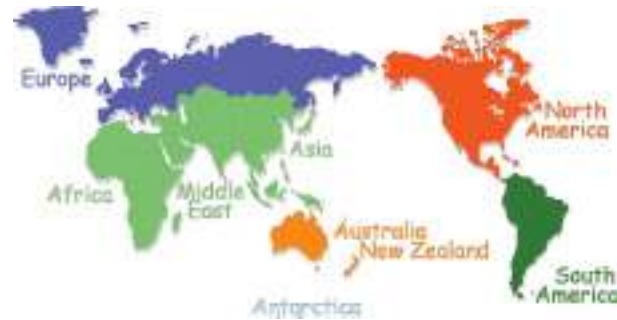 Europe
North
America
Asia
Africa
Middle
East
Australia
New Zealand
South
America
Antarctica